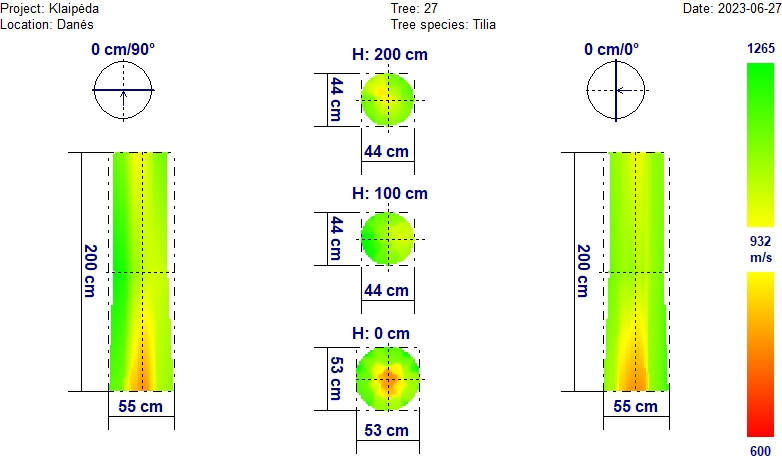 Project: Klaipėda Tree: 27 Date: 2023-06-27
Location: Danės Tree species: Tilia
0 cm/90° H: 200 cm 0 cm/0° 1265
44 cm
44 cm
H: 100 cm
44 cm
44 cm
200 cm
200 cm
932
m/s
H: 0 cm
53 cm
53 cm
55 cm
55 cm
600